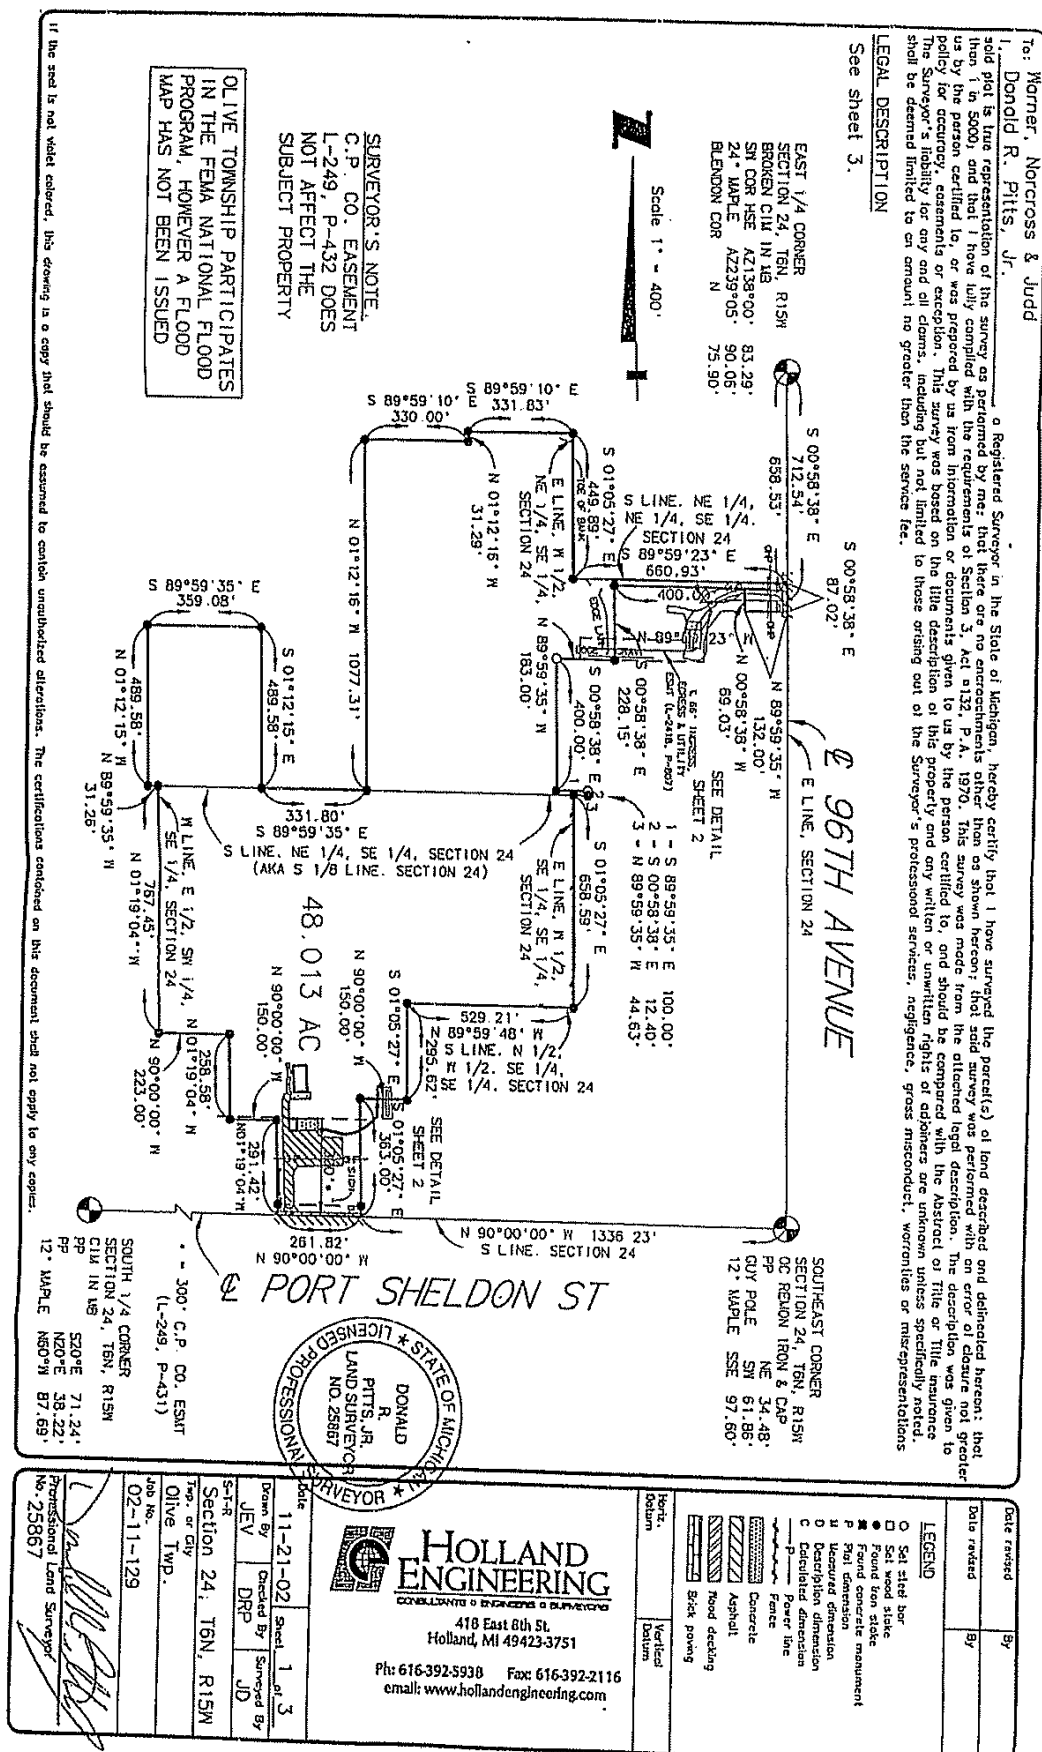 To: Warner, Norcross & Judd
I, Donald R. Pitts, Jr. a Registered Surveyor in the State of Michigan, hereby certify that I have surveyed the parcel(s) of land described and delineated hereon; that
said plat is true representation of the survey as performed by me; that there are no encroachments other than as shown hereon; that said survey was performed with an error of closure not greater
than 1 in 5000; and that I have fully complied with the requirements of Section 3, Act #132, P.A. 1970. This survey was made from the attached legal description. The description was given to
us by the person certified to, or was prepared by us from information or documents given to us by the person certified to, and should be compared with the Abstract of Title or Title insurance
policy for accuracy, easements or exception. This survey was based on the title description of this property and any written or unwritten rights of adjoiners are unknown unless specifically noted.
The Surveyor's liability for any and all claims, including but not limited to those arising out of the Surveyor's professional services, negligence, gross misconduct, warranties or misrepresentations
shall be deemed limited to an amount no greater than the service fee.
LEGAL DESCRIPTION
See sheet 3.
EAST 1/4 CORNER
SECTION 24, T6N, R15W
BROKEN CIM IN MB
SW COR HSE AZ138°00' 83.29'
24" MAPLE AZ239°05' 90.06'
BLENDON COR N 75.90'
Scale 1" = 400'
SURVEYOR'S NOTE:
C.P. CO. EASEMENT
L-249, P-432 DOES
NOT AFFECT THE
SUBJECT PROPERTY
OLIVE TOWNSHIP PARTICIPATES
IN THE FEMA NATIONAL FLOOD
PROGRAM, HOWEVER A FLOOD
MAP HAS NOT BEEN ISSUED
S 00°58'38" E
712.54'
658.53'
S 00°58'38" E
87.02'
℄ 96TH AVENUE
E LINE, SECTION 24
N 89°59'35" W
132.00'
N 00°58'38" W
69.03'
S LINE. NE 1/4,
NE 1/4, SE 1/4.
SECTION 24
S 89°59'23" E
660.93'
400.00'
S 01°05'27" E
449.89'
TOE OF BANK
E LINE, W 1/2,
NE 1/4, SE 1/4,
SECTION 24
S 89°59'10" E
331.83'
S 89°59'10" E
330.00'
N 01°12'16" W
31.29'
N 01°12'16" W 1077.31'
S 00°58'38" E
228.15'
OHP
OHP
66' INGRESS,
EGRESS & UTILITY
ESMT (L-2418, P-807)
SEE DETAIL
SHEET 2
N 89°59'35" W
183.00'
S 00°58'38" E
400.00'
1 - S 89°59'35" E 100.00'
2 - S 00°58'38" E 12.40'
3 - N 89°59'35" W 44.63'
S 01°05'27" E
658.59'
E LINE, W 1/2,
SE 1/4, SE 1/4,
SECTION 24
S 89°59'35" E
359.08'
S 01°12'15" E
489.58'
489.58'
N 01°12'15" W
331.80'
S 89°59'35" E
S LINE, NE 1/4, SE 1/4, SECTION 24
(AKA S 1/8 LINE. SECTION 24)
N 89°59'35" W
31.26'
W LINE, E 1/2, SW 1/4,
SE 1/4, SECTION 24
757.45'
N 01°19'04" W
48.013 AC
529.21'
N 89°59'48" W
S LINE. N 1/2,
W 1/2. SE 1/4,
SE 1/4. SECTION 24
S 01°05'27" E
295.62'
N 90°00'00" W
150.00'
S 01°05'27" E
363.00'
SEE DETAIL
SHEET 2
N 90°00'00" W
150.00'
N 01°19'04" W
258.58'
N 90°00'00" W
223.00'
291.42'
N01°19'04"W
SIGN
261.82'
N 90°00'00" W
N 90°00'00" W 1336.23'
S LINE. SECTION 24
℄ PORT SHELDON ST
SOUTHEAST CORNER
SECTION 24, T6N, R15W
OC REMON IRON & CAP
PP NE 34.48'
GUY POLE SW 61.86'
12" MAPLE SSE 97.60'
* = 300' C.P. CO. ESMT
(L-249, P-431)
SOUTH 1/4 CORNER
SECTION 24, T6N, R15W
CIM IN MB
PP S20°E 71.24'
PP N20°E 38.22'
12" MAPLE N60°W 87.69'
STATE OF MICHIGAN
LICENSED PROFESSIONAL SURVEYOR
DONALD
R.
PITTS, JR.
LAND SURVEYOR
NO. 25867
If the seal is not violet colored, this drawing is a copy that should be assumed to contain unauthorized alterations. The certifications contained on this document shall not apply to any copies.
Date revised By
Date revised By
LEGEND
Set steel bar
Set wood stake
Found iron stake
Found concrete monument
P Plat dimension
M Measured dimension
D Description dimension
C Calculated dimension
P Power line
Fence
Concrete
Asphalt
Wood decking
Brick paving
Horiz. Datum
Vertical Datum
HOLLAND
ENGINEERING
CONSULTANTS ENGINEERS SURVEYORS
418 East 8th St.
Holland, MI 49423-3751
Ph: 616-392-5938 Fax: 616-392-2116
email: www.hollandengineering.com
Date 11-21-02 Sheet 1 of 3
Drawn By JEV Checked By DRP Surveyed By JD
S-T-R
Section 24, T6N, R15W
Twp. or City
Olive Twp.
Job No.
02-11-129
Professional Land Surveyor
No. 25867